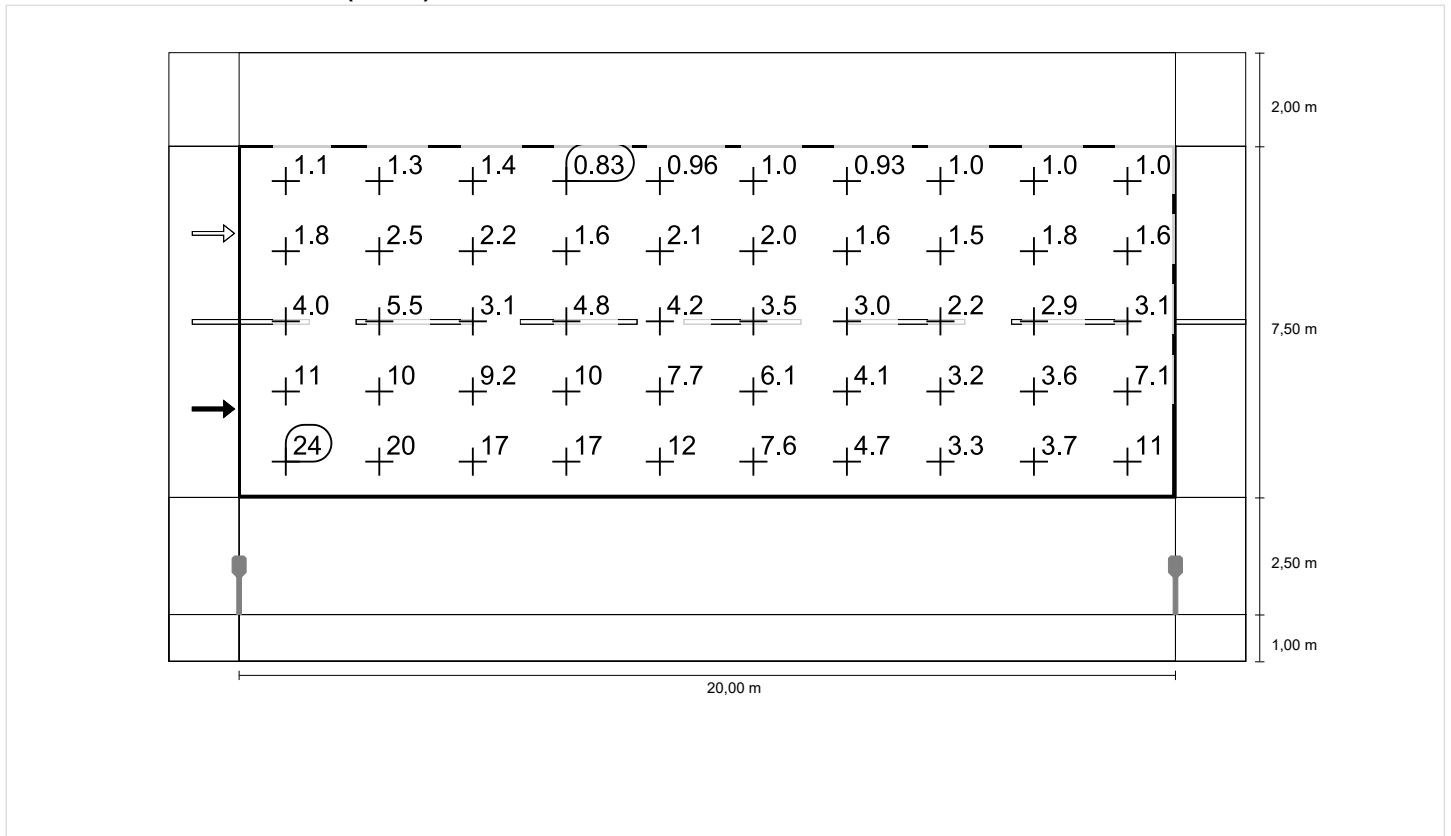 2,00 m
1.1 1.3 1.4 0.83 0.96 1.0 0.93 1.0 1.0 1.0
1.8 2.5 2.2 1.6 2.1 2.0 1.6 1.5 1.8 1.6
4.0 5.5 3.1 4.8 4.2 3.5 3.0 2.2 2.9 3.1
7,50 m
11 10 9.2 10 7.7 6.1 4.1 3.2 3.6 7.1
24 20 17 17 12 7.6 4.7 3.3 3.7 11
2,50 m
1,00 m
20,00 m